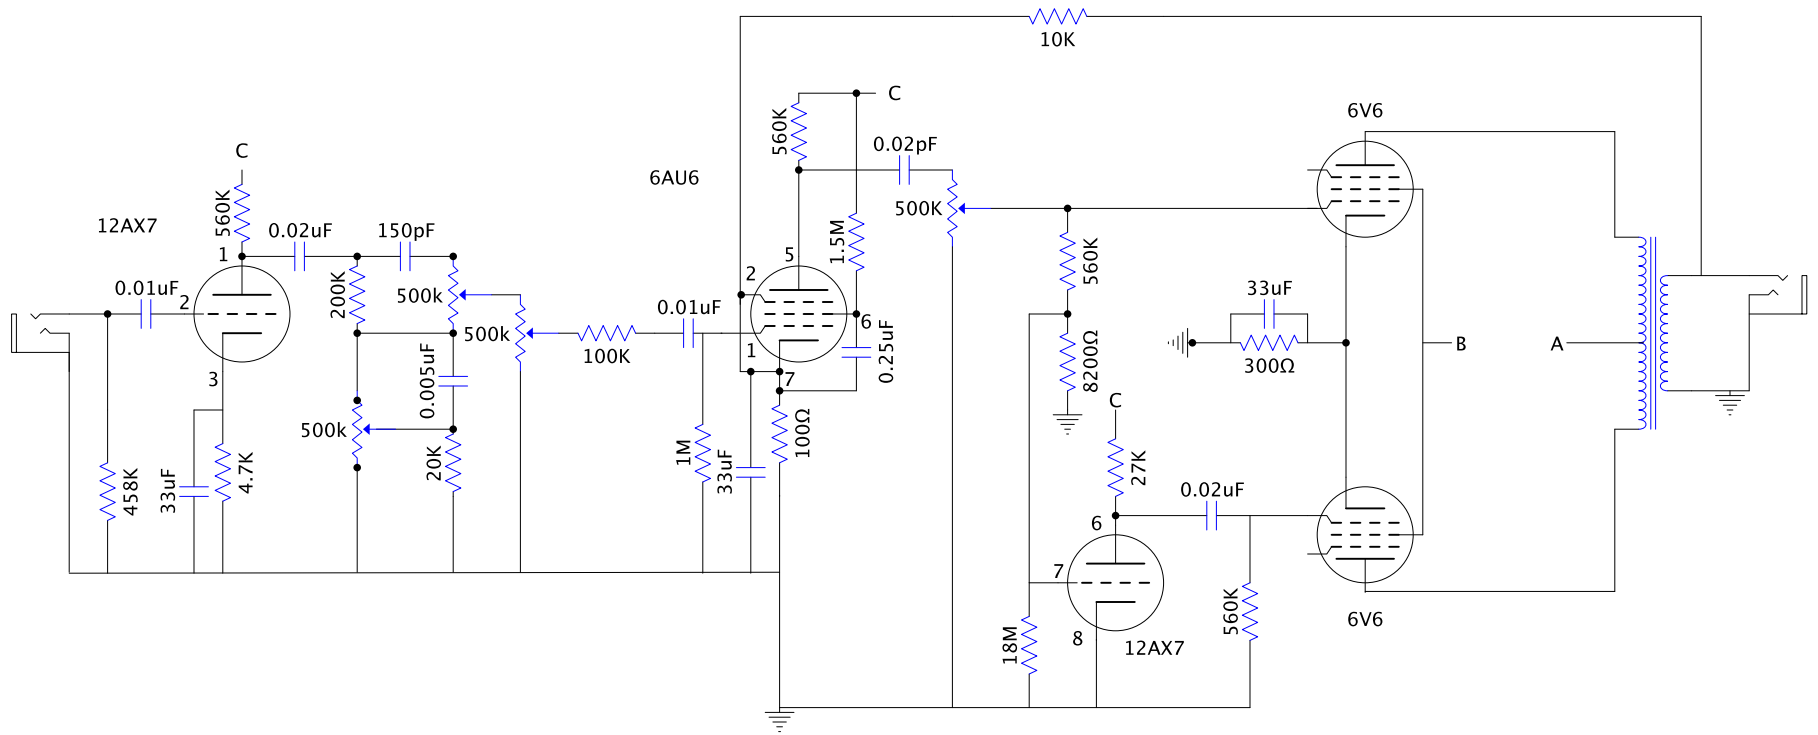 10K
C
6V6
560K
0.02pF
C
6AU6
500K
560K
12AX7
0.02uF
150pF
1.5M
560K
1
5
2
0.01uF
2
200K
500k
0.01uF
33uF
6
500k
100K
300Ω
B
A
1
0.25uF
8200Ω
3
0.005uF
7
C
500k
100Ω
1M
20K
27K
33uF
4.7K
458K
33uF
0.02uF
6
7
560K
6V6
18M
8
12AX7